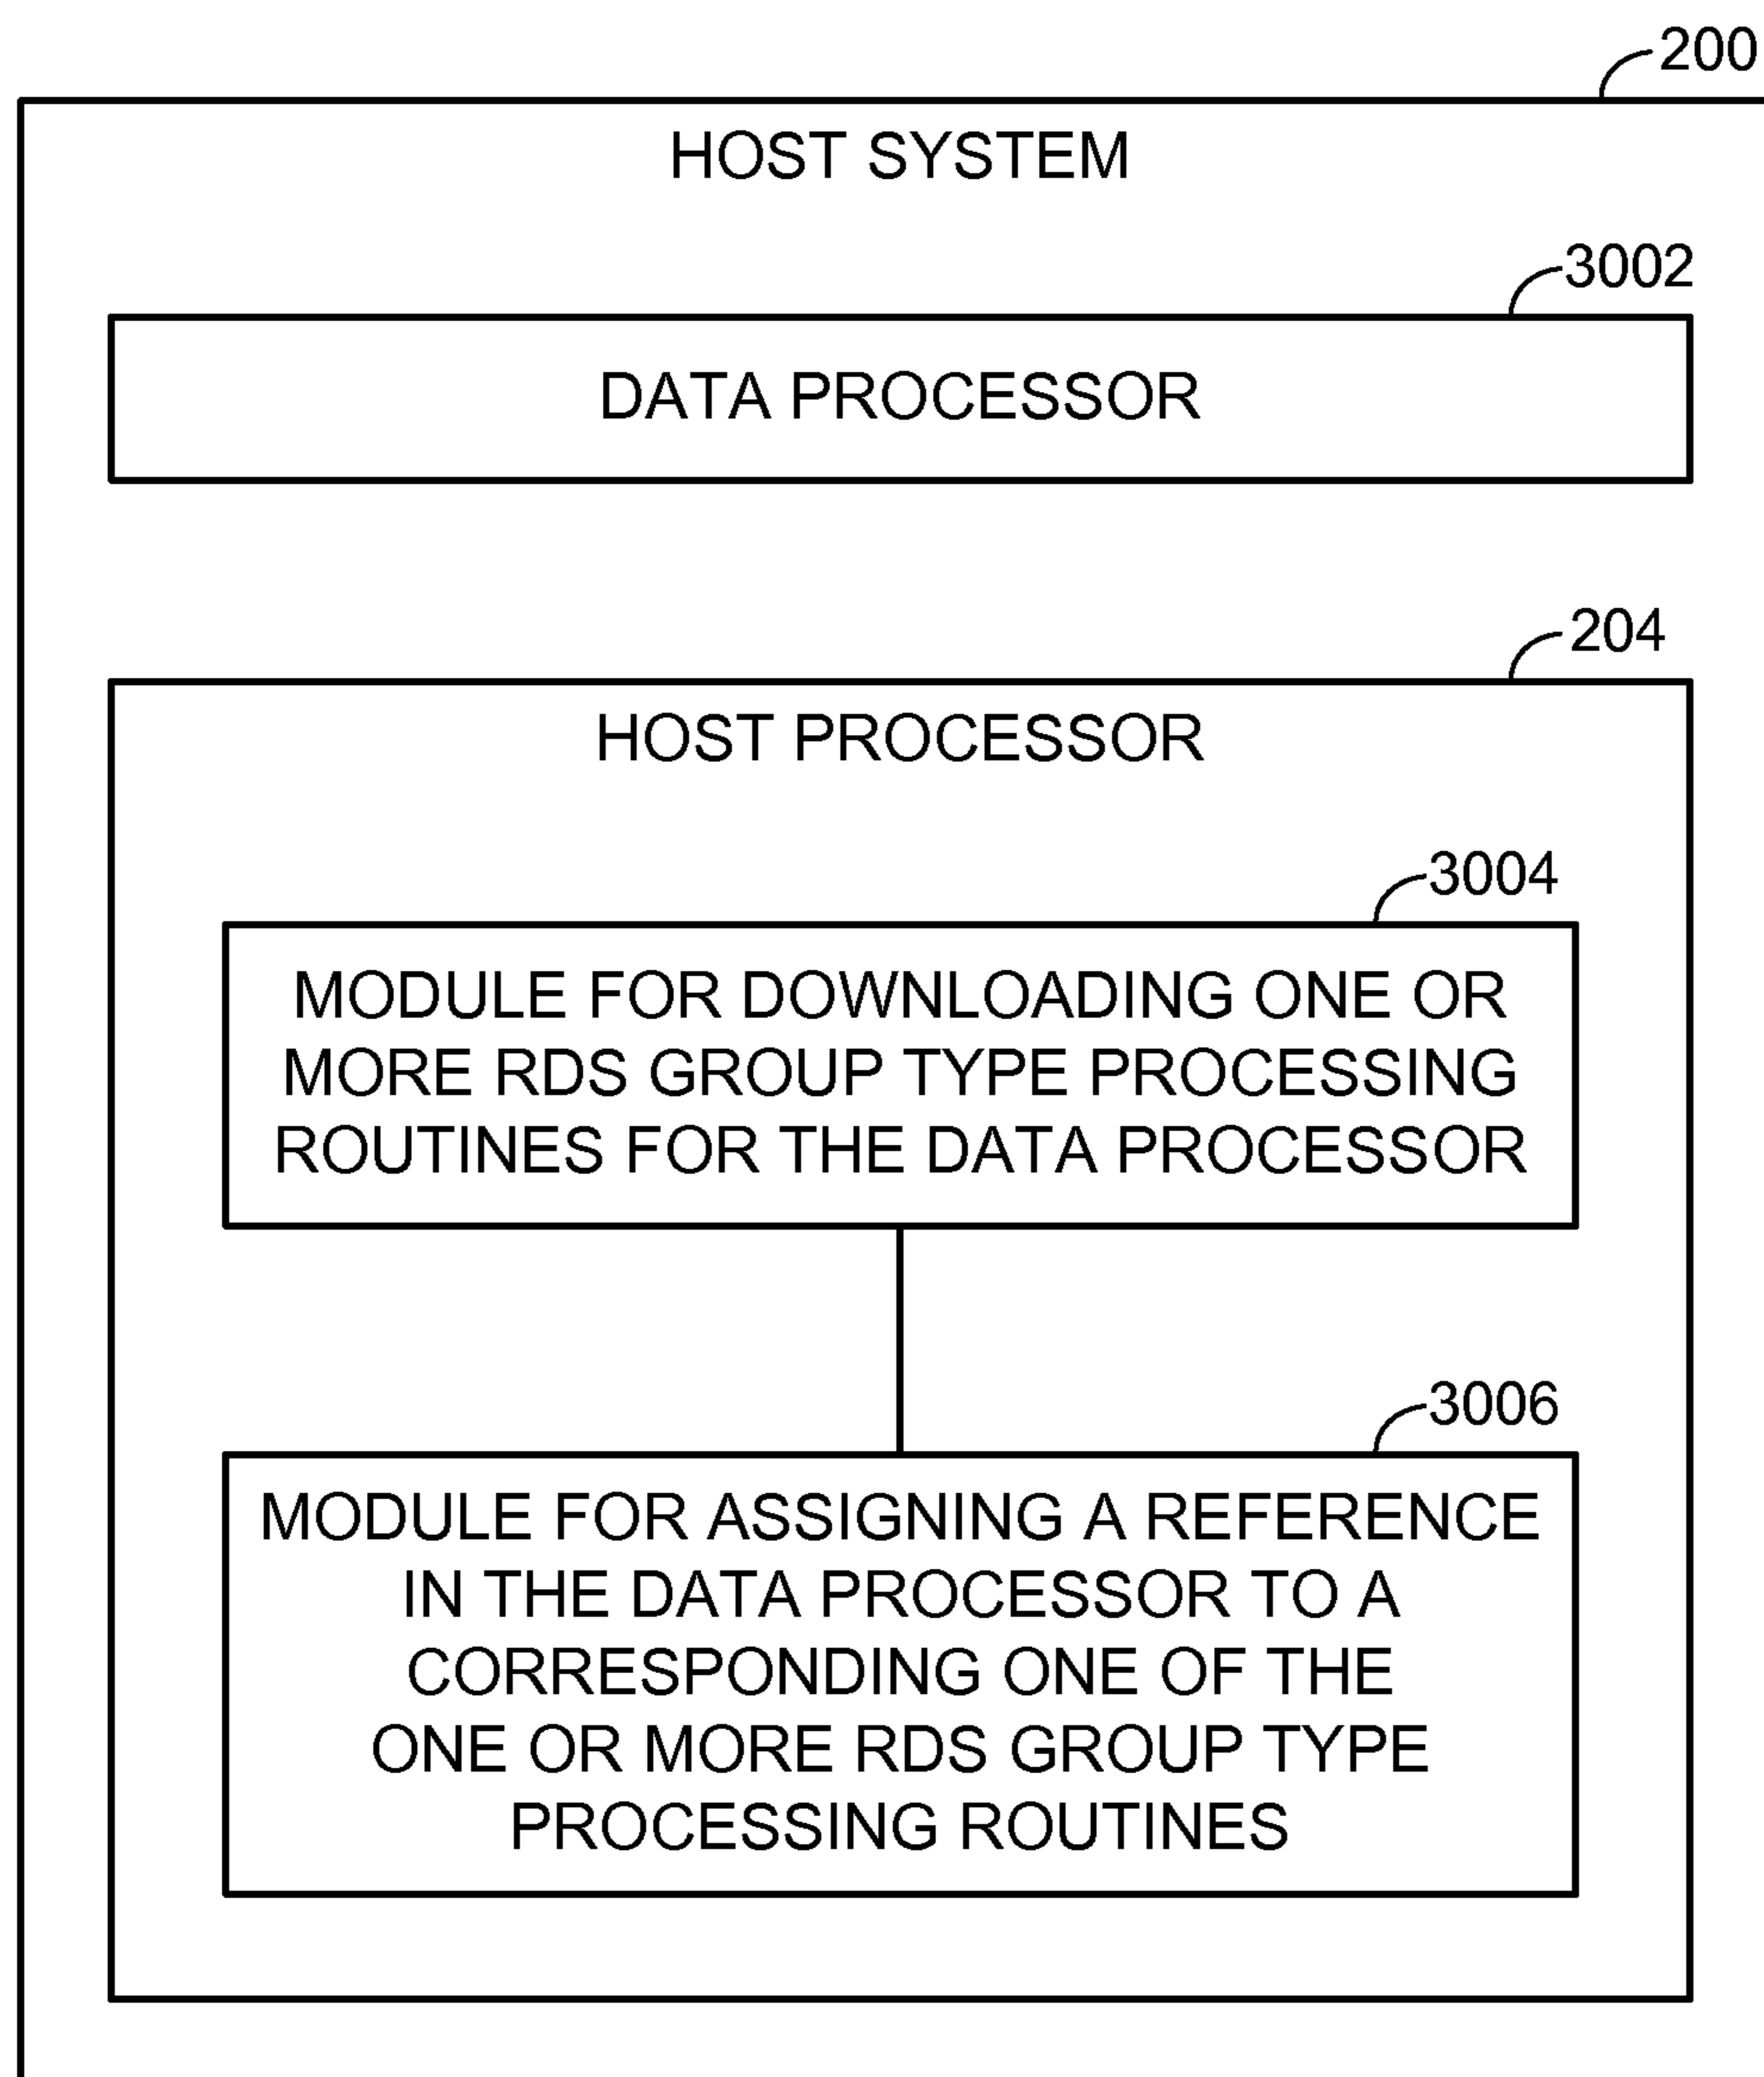 200
HOST SYSTEM
3002
DATA PROCESSOR
204
HOST PROCESSOR
3004
MODULE FOR DOWNLOADING ONE OR
MORE RDS GROUP TYPE PROCESSING
ROUTINES FOR THE DATA PROCESSOR
3006
MODULE FOR ASSIGNING A REFERENCE
IN THE DATA PROCESSOR TO A
CORRESPONDING ONE OF THE
ONE OR MORE RDS GROUP TYPE
PROCESSING ROUTINES